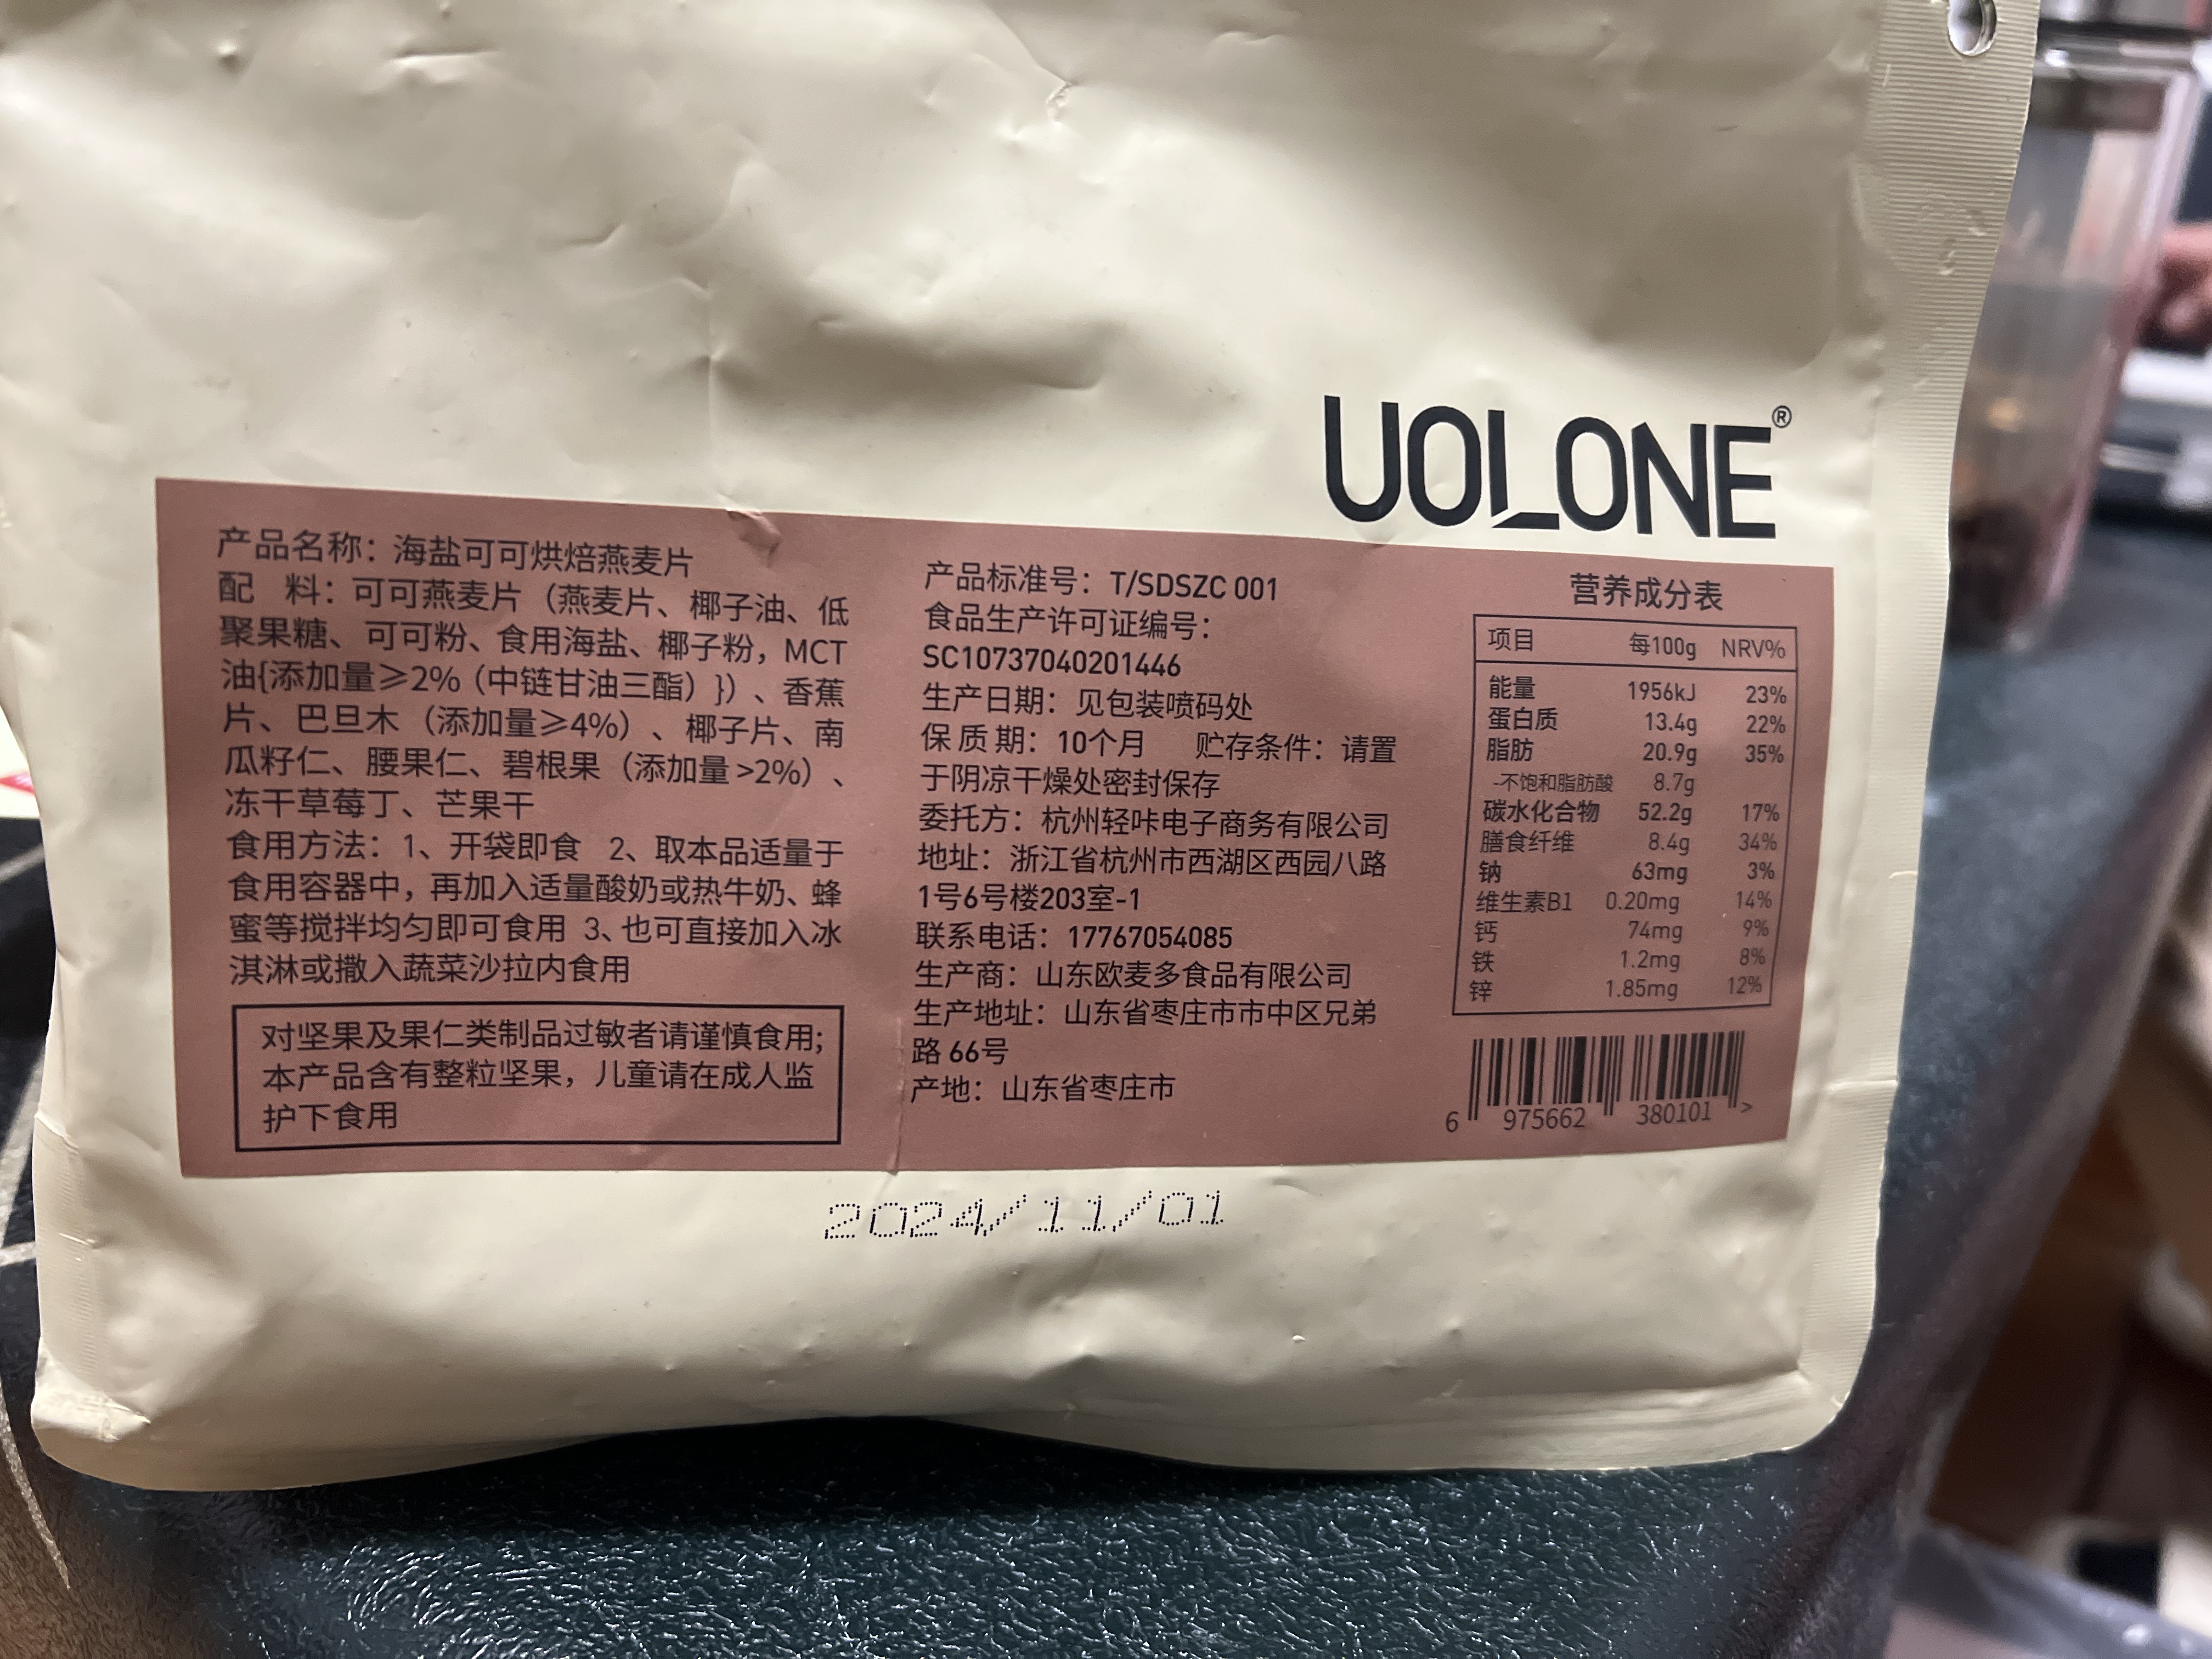 UOLONE®
产品名称：海盐可可烘焙燕麦片
配 料：可可燕麦片（燕麦片、椰子油、低
聚果糖、可可粉、食用海盐、椰子粉，MCT
油{添加量≥2%（中链甘油三酯）}）、香蕉
片、巴旦木（添加量≥4%）、椰子片、南
瓜籽仁、腰果仁、碧根果（添加量>2%）、
冻干草莓丁、芒果干
食用方法：1、开袋即食 2、取本品适量于
食用容器中，再加入适量酸奶或热牛奶、蜂
蜜等搅拌均匀即可食用 3、也可直接加入冰
淇淋或撒入蔬菜沙拉内食用
对坚果及果仁类制品过敏者请谨慎食用;
本产品含有整粒坚果，儿童请在成人监
护下食用
产品标准号：T/SDSZC 001
食品生产许可证编号：
SC10737040201446
生产日期：见包装喷码处
保 质 期：10个月 贮存条件：请置
于阴凉干燥处密封保存
委托方：杭州轻咔电子商务有限公司
地址：浙江省杭州市西湖区西园八路
1号6号楼203室-1
联系电话：17767054085
生产商：山东欧麦多食品有限公司
生产地址：山东省枣庄市市中区兄弟
路 66号
产地：山东省枣庄市
营养成分表
项目 每100g NRV%
能量 1956kJ 23%
蛋白质 13.4g 22%
脂肪 20.9g 35%
-不饱和脂肪酸 8.7g
碳水化合物 52.2g 17%
膳食纤维 8.4g 34%
钠 63mg 3%
维生素B1 0.20mg 14%
钙 74mg 9%
铁 1.2mg 8%
锌 1.85mg 12%
6 975662 380101 >
2024/11/01